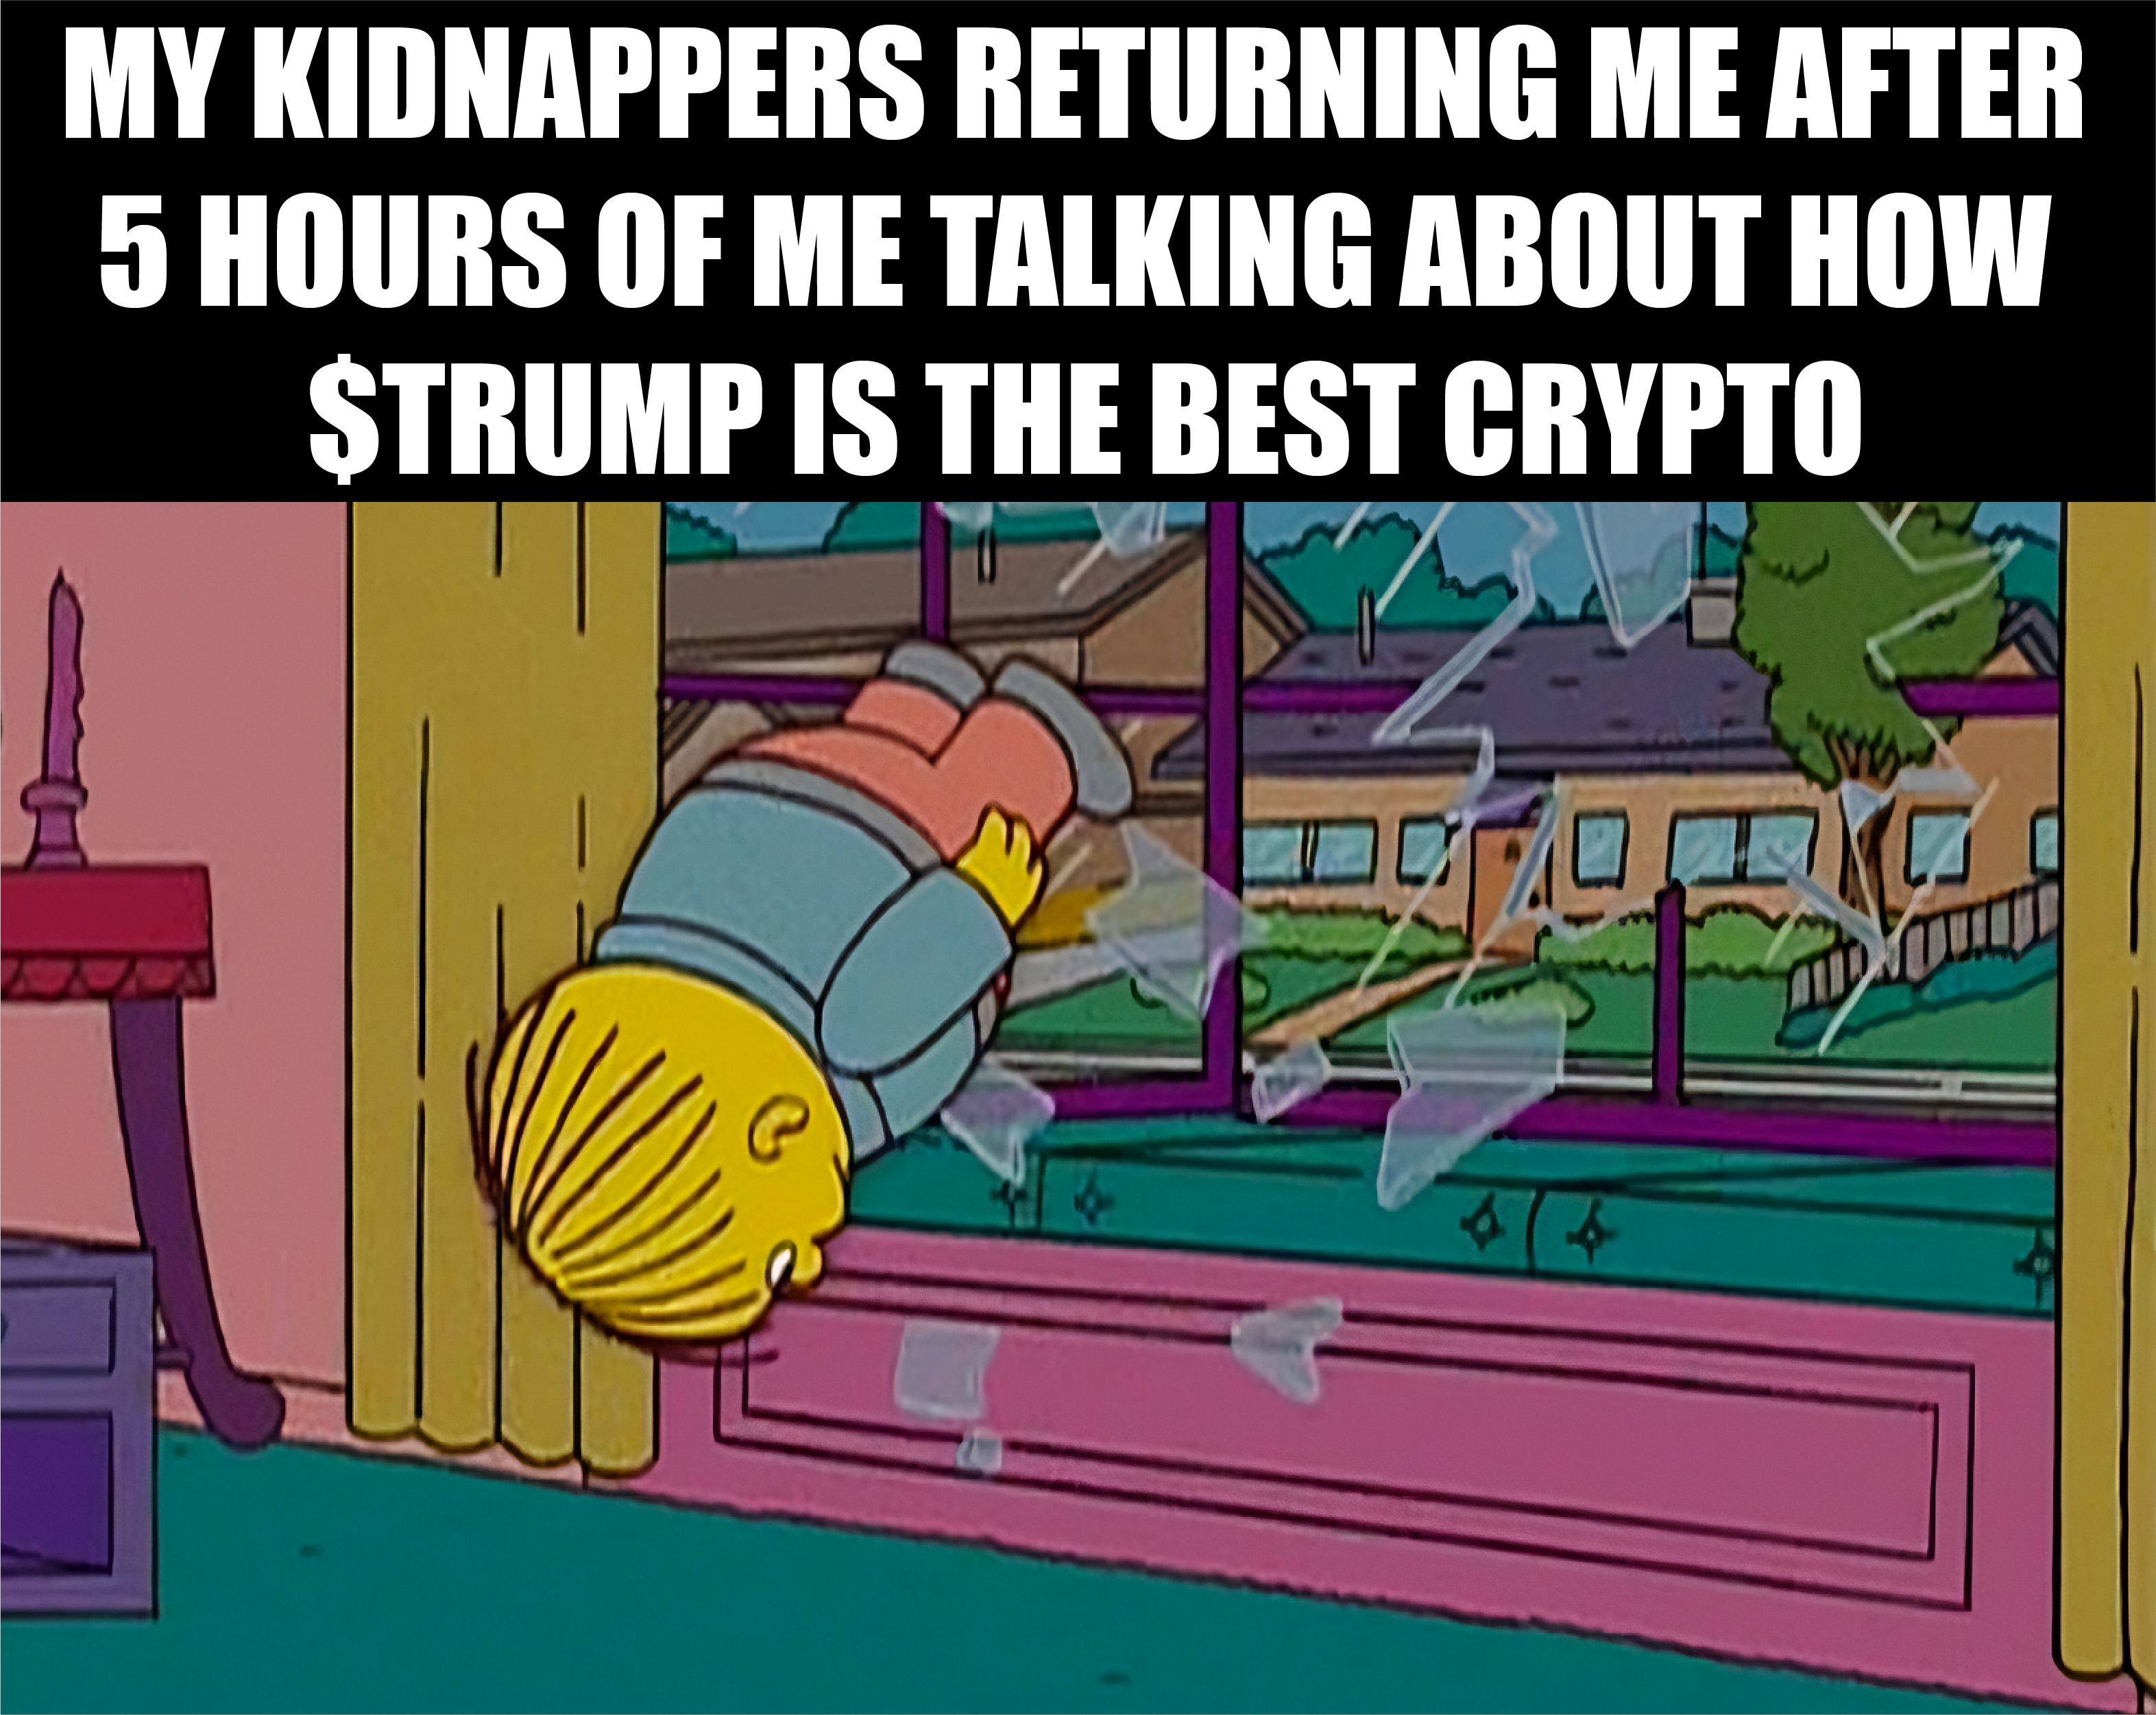 MY KIDNAPPERS RETURNING ME AFTER
5 HOURS OF ME TALKING ABOUT HOW
$TRUMP IS THE BEST CRYPTO